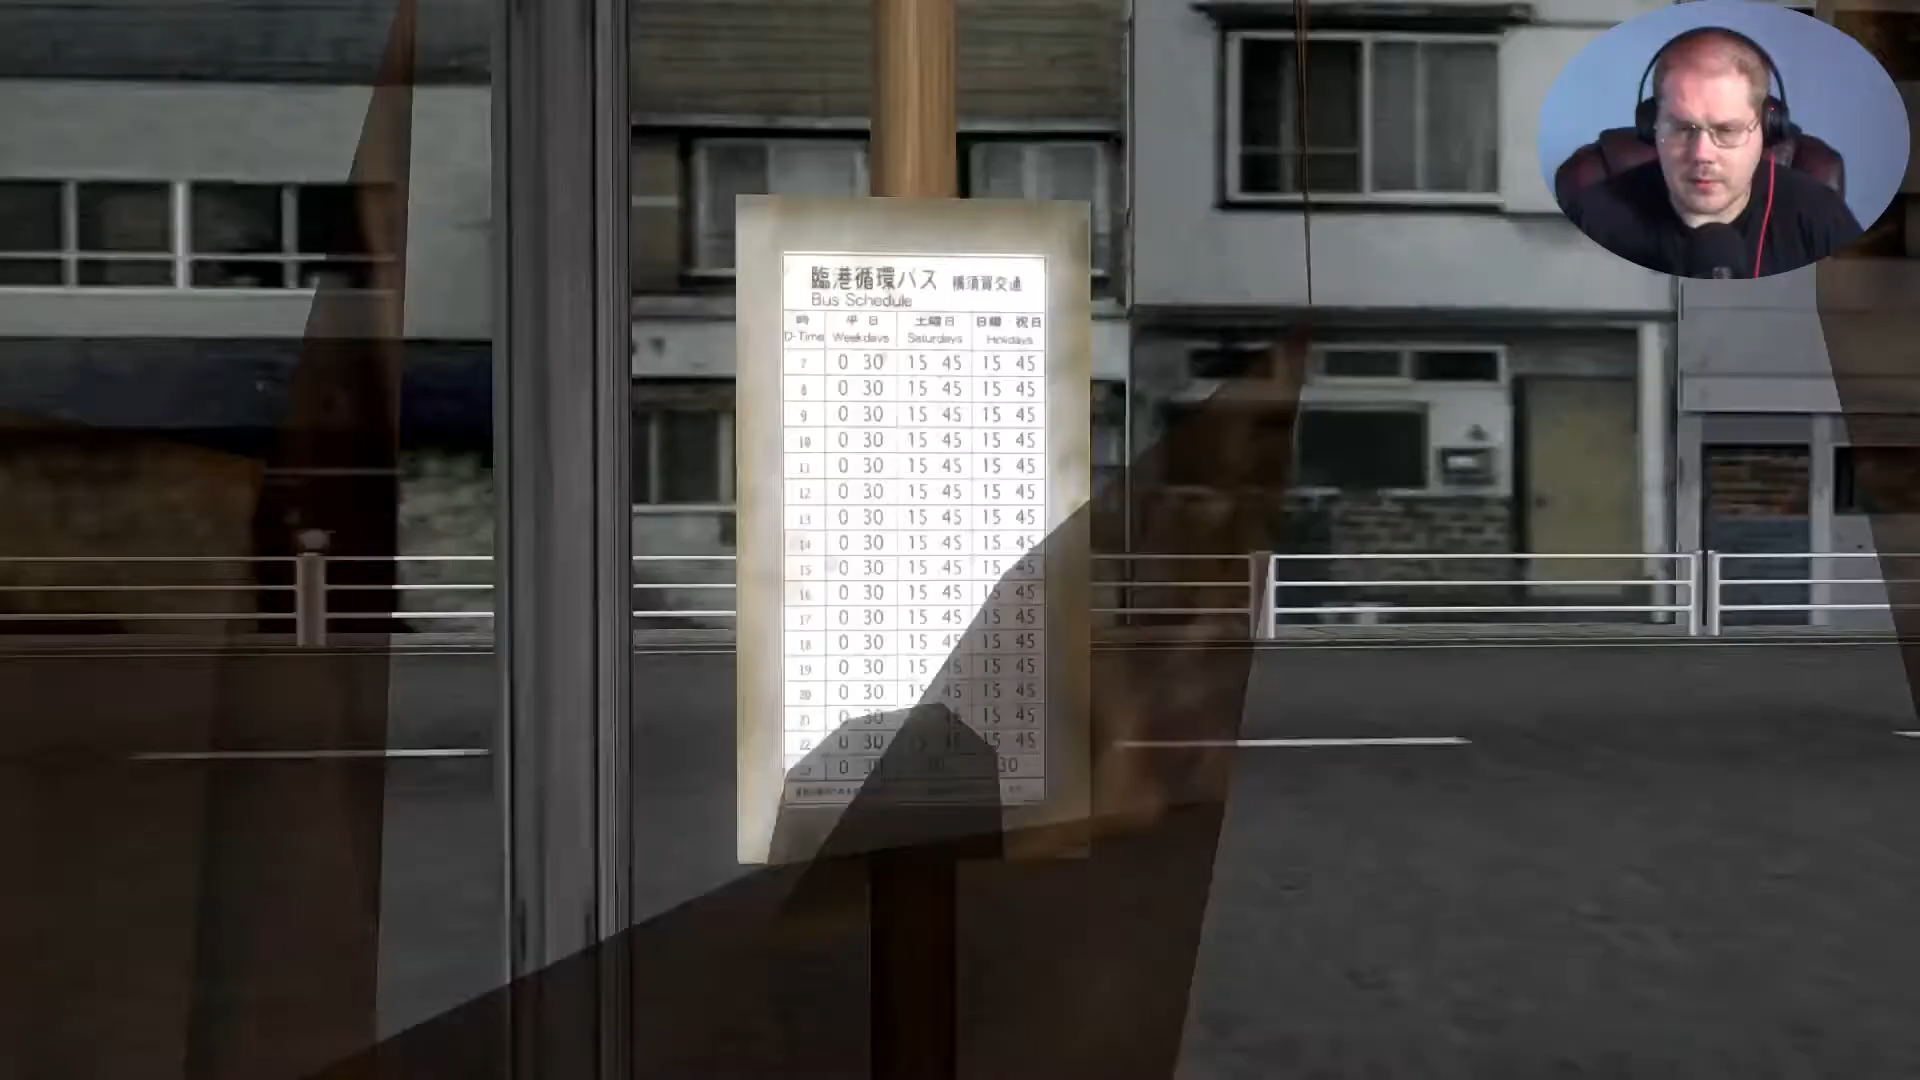 臨港循環バス 横須賀交通
Bus Schedule
時 平日 土曜日 日曜 祝日
D-Time Weekdays Saturdays Holidays
7 0 30 15 45 15 45
8 0 30 15 45 15 45
9 0 30 15 45 15 45
10 0 30 15 45 15 45
11 0 30 15 45 15 45
12 0 30 15 45 15 45
13 0 30 15 45 15 45
14 0 30 15 45 15 45
15 0 30 15 45 15 45
16 0 30 15 45 15 45
17 0 30 15 45 15 45
18 0 30 15 45 15 45
19 0 30 15 45 15 45
20 0 30 15 45 15 45
21 0 30 45 15 45
22 0 30 15 45 15 45
0 30 30 30